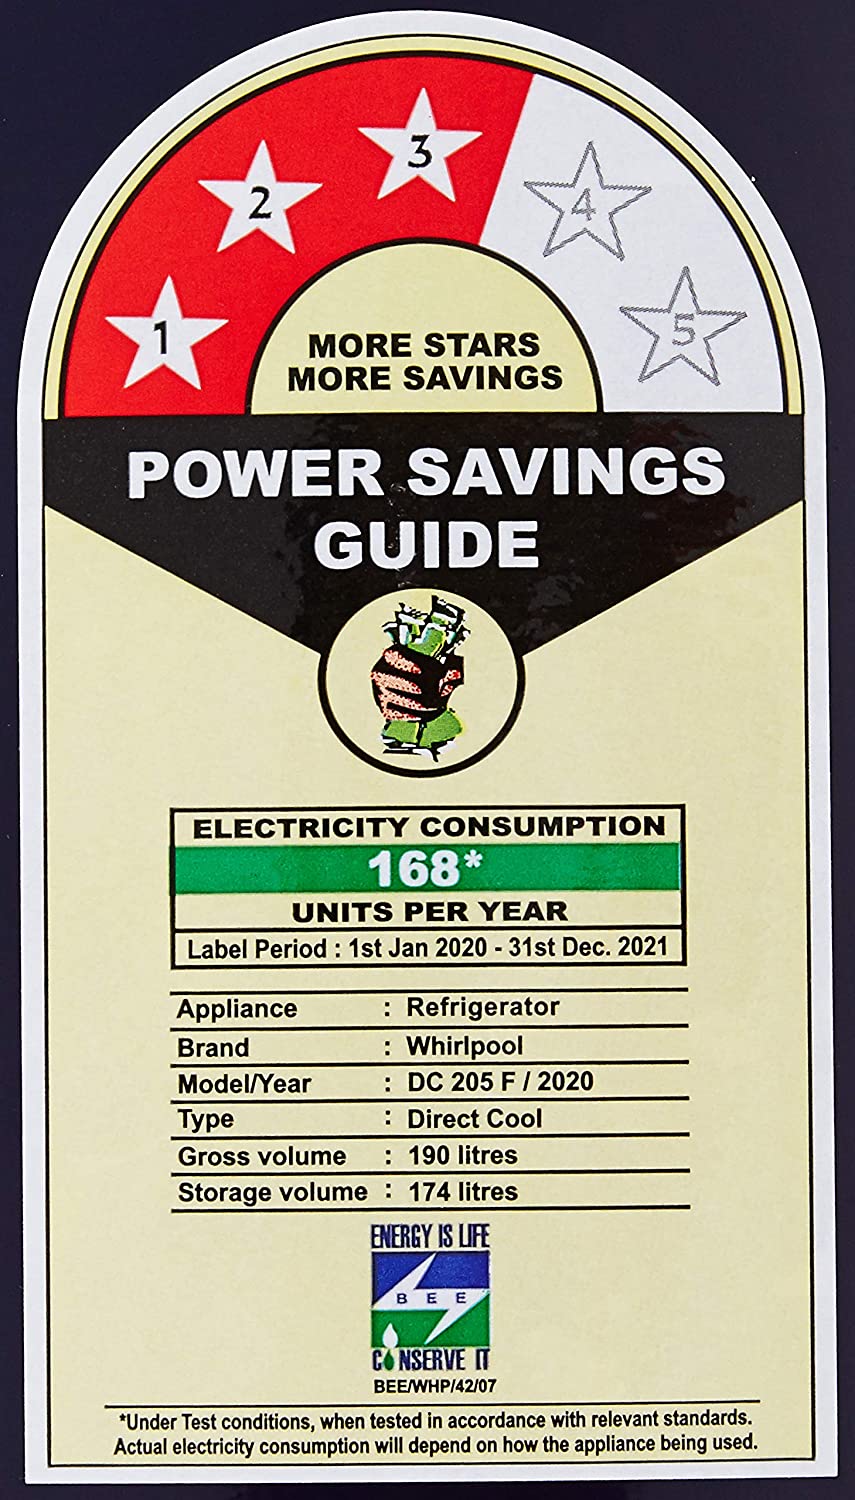 1 2 3 4 5
MORE STARS
MORE SAVINGS
POWER SAVINGS
GUIDE
ELECTRICITY CONSUMPTION
168*
UNITS PER YEAR
Label Period : 1st Jan 2020 - 31st Dec. 2021
Appliance : Refrigerator
Brand : Whirlpool
Model/Year : DC 205 F / 2020
Type : Direct Cool
Gross volume : 190 litres
Storage volume : 174 litres
ENERGY IS LIFE
BEE
CONSERVE IT
BEE/WHP/42/07
*Under Test conditions, when tested in accordance with relevant standards.
Actual electricity consumption will depend on how the appliance being used.